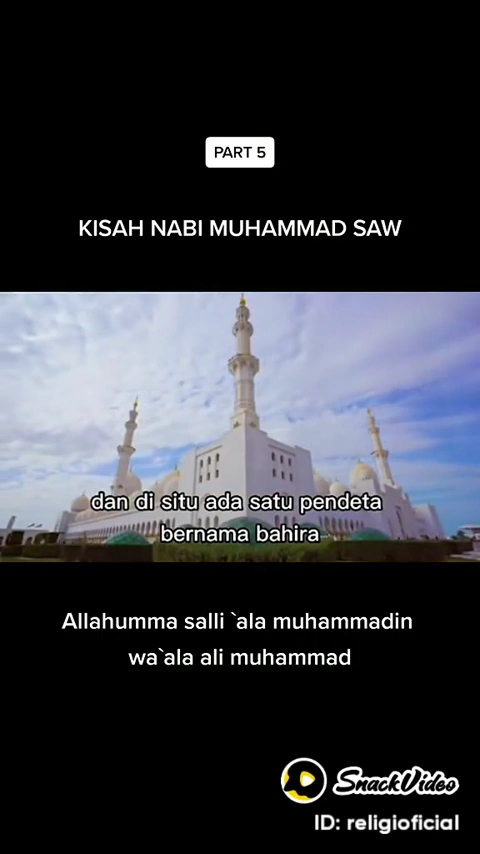 PART 5
KISAH NABI MUHAMMAD SAW
dan di situ ada satu pendeta
bernama bahira
Allahumma salli `ala muhammadin
wa`ala ali muhammad
SnackVideo
ID: religioficial